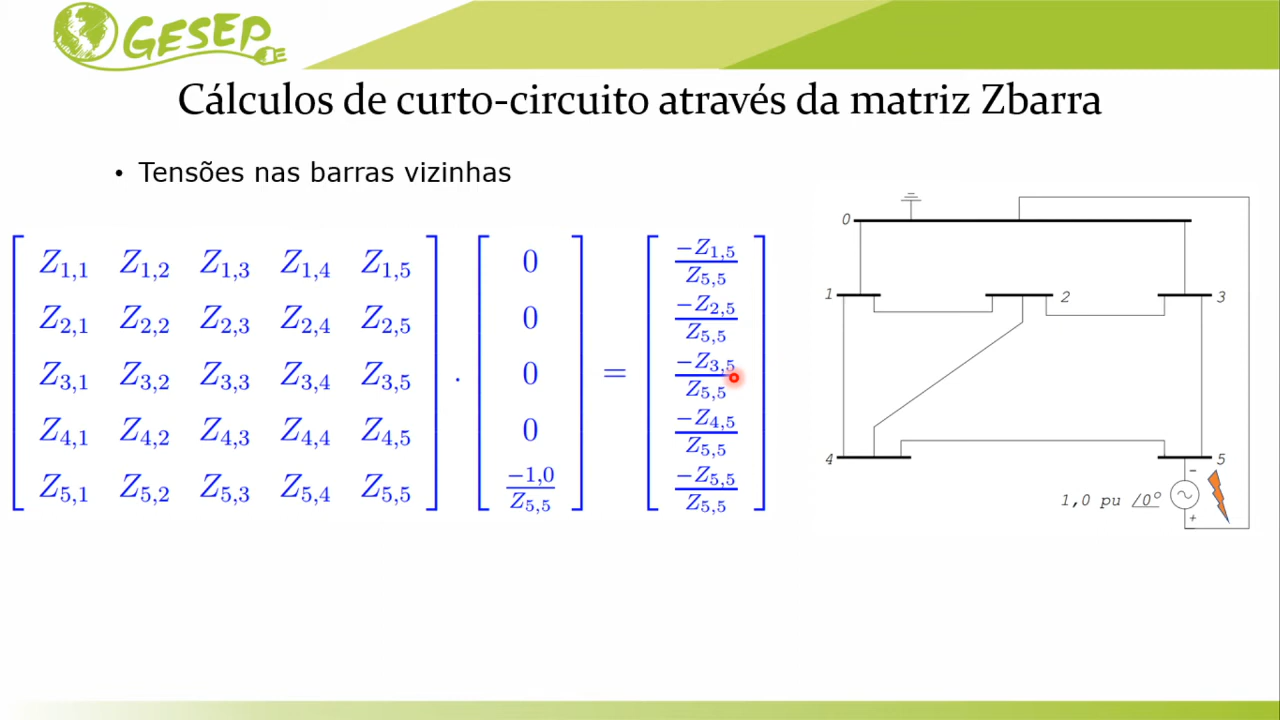 GESEP
Cálculos de curto-circuito através da matriz Zbarra
• Tensões nas barras vizinhas
Z1,1 Z1,2 Z1,3 Z1,4 Z1,5
Z2,1 Z2,2 Z2,3 Z2,4 Z2,5
Z3,1 Z3,2 Z3,3 Z3,4 Z3,5
Z4,1 Z4,2 Z4,3 Z4,4 Z4,5
Z5,1 Z5,2 Z5,3 Z5,4 Z5,5
.
0
0
0
0
-1,0
Z5,5
=
-Z1,5
Z5,5
-Z2,5
Z5,5
-Z3,5
Z5,5
-Z4,5
Z5,5
-Z5,5
Z5,5
0
1
2
3
4
5
-
1,0 pu /0°
+